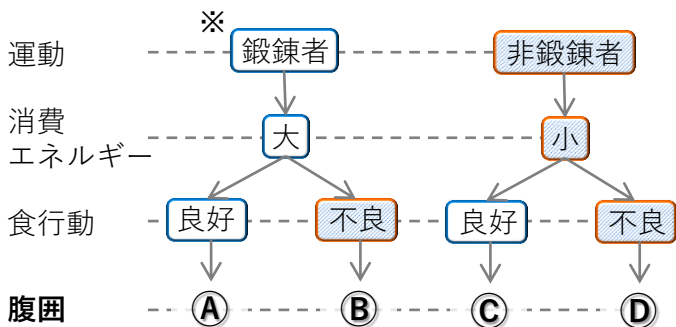 ※
運動 鍛錬者 非鍛錬者
消費
エネルギー 大 小
食行動 良好 不良 良好 不良
腹囲 Ⓐ Ⓑ Ⓒ Ⓓ